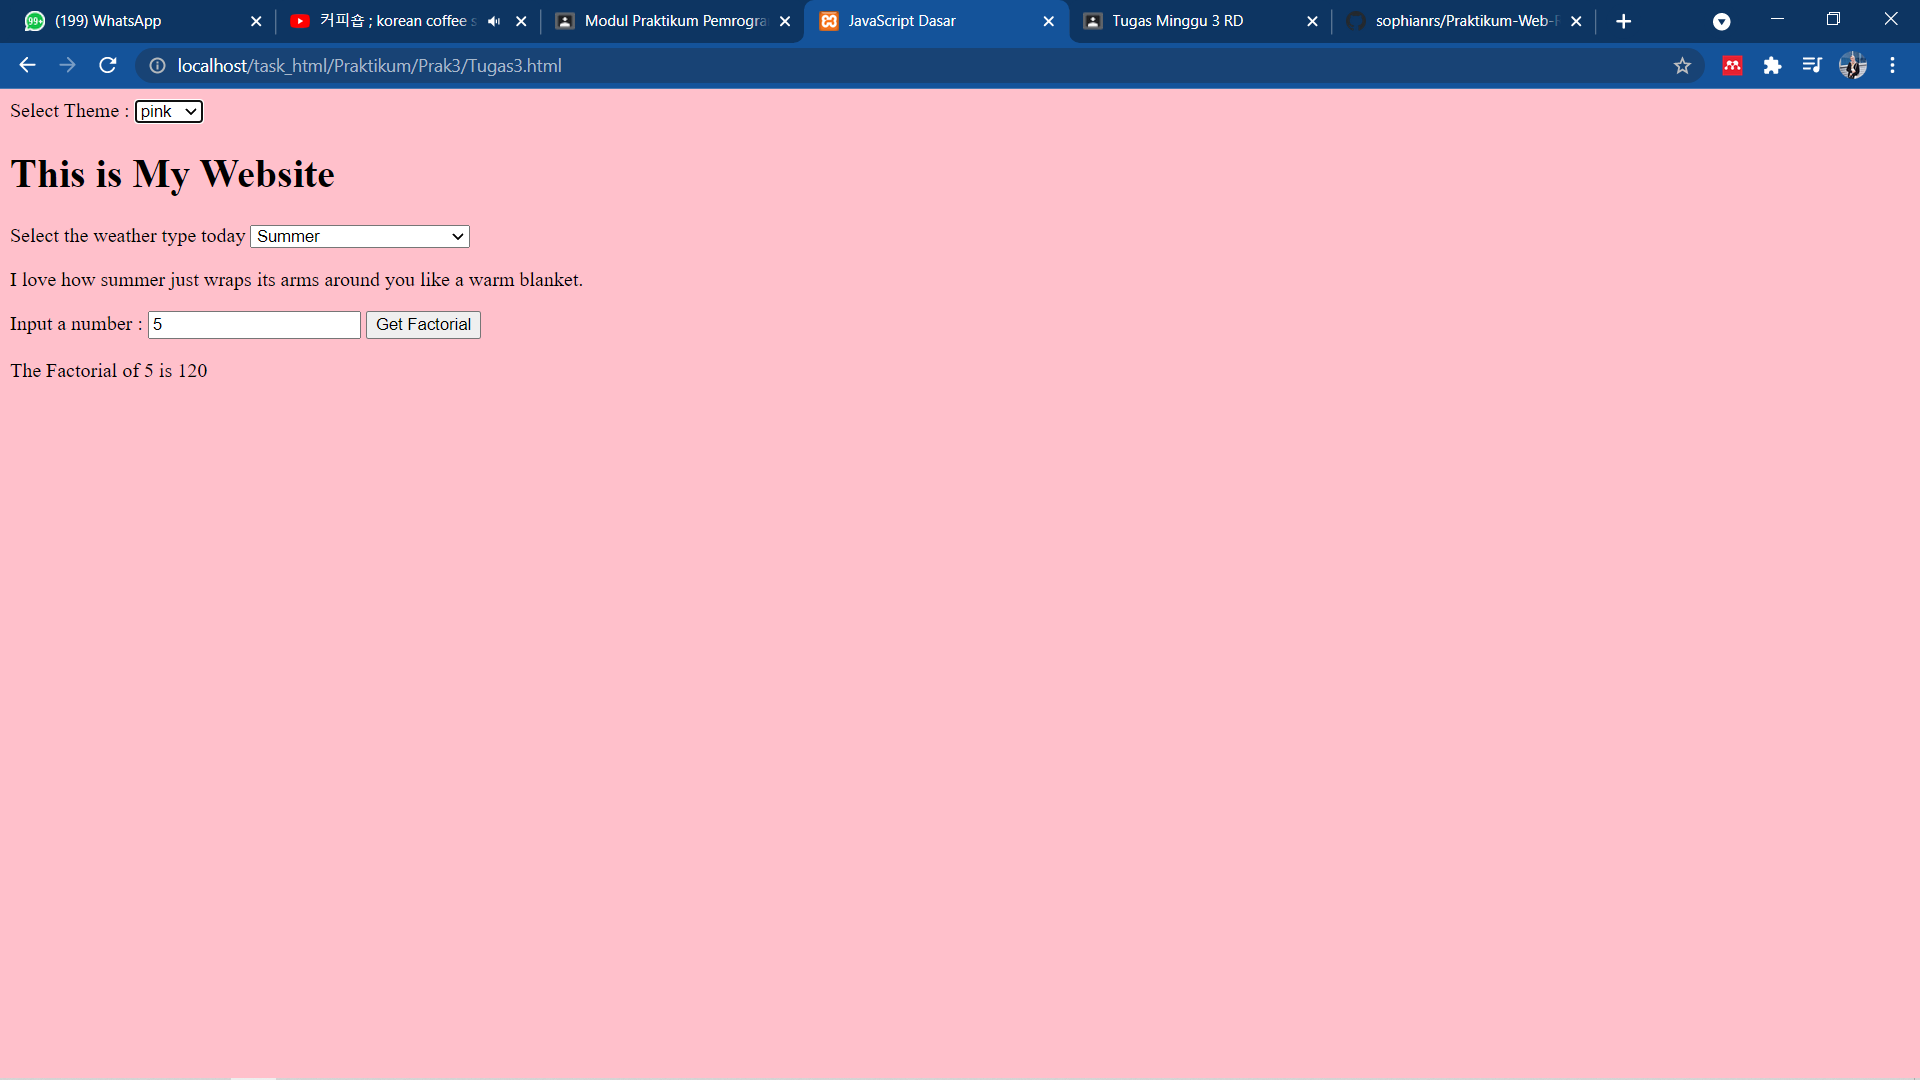 (199) WhatsApp
커피숍 ; korean coffee s
Modul Praktikum Pemrogra
JavaScript Dasar
Tugas Minggu 3 RD
sophianrs/Praktikum-Web-
localhost/task_html/Praktikum/Prak3/Tugas3.html
Select Theme : pink
This is My Website
Select the weather type today Summer
I love how summer just wraps its arms around you like a warm blanket.
Input a number : 5 Get Factorial
The Factorial of 5 is 120